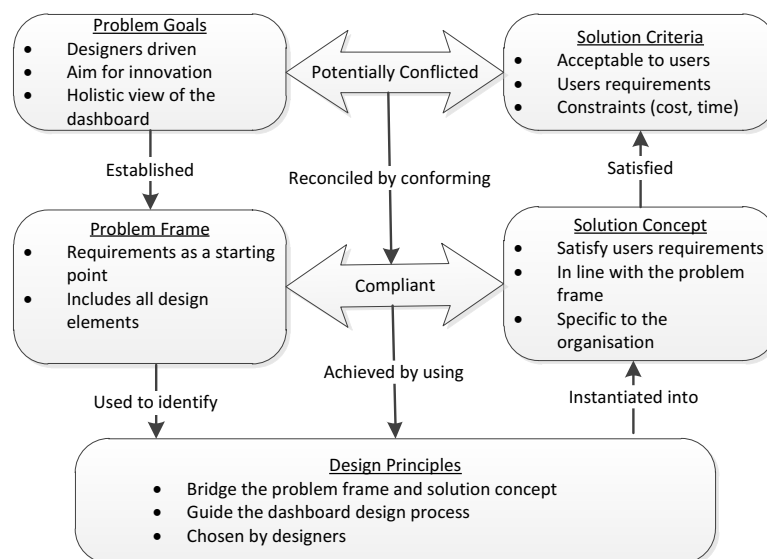 Problem Goals
• Designers driven
• Aim for innovation
• Holistic view of the
dashboard
Potentially Conflicted
Solution Criteria
• Acceptable to users
• Users requirements
• Constraints (cost, time)
Established
Reconciled by conforming
Satisfied
Problem Frame
• Requirements as a starting
point
• Includes all design
elements
Compliant
Solution Concept
• Satisfy users requirements
• In line with the problem
frame
• Specific to the
organisation
Used to identify
Achieved by using
Instantiated into
Design Principles
• Bridge the problem frame and solution concept
• Guide the dashboard design process
• Chosen by designers